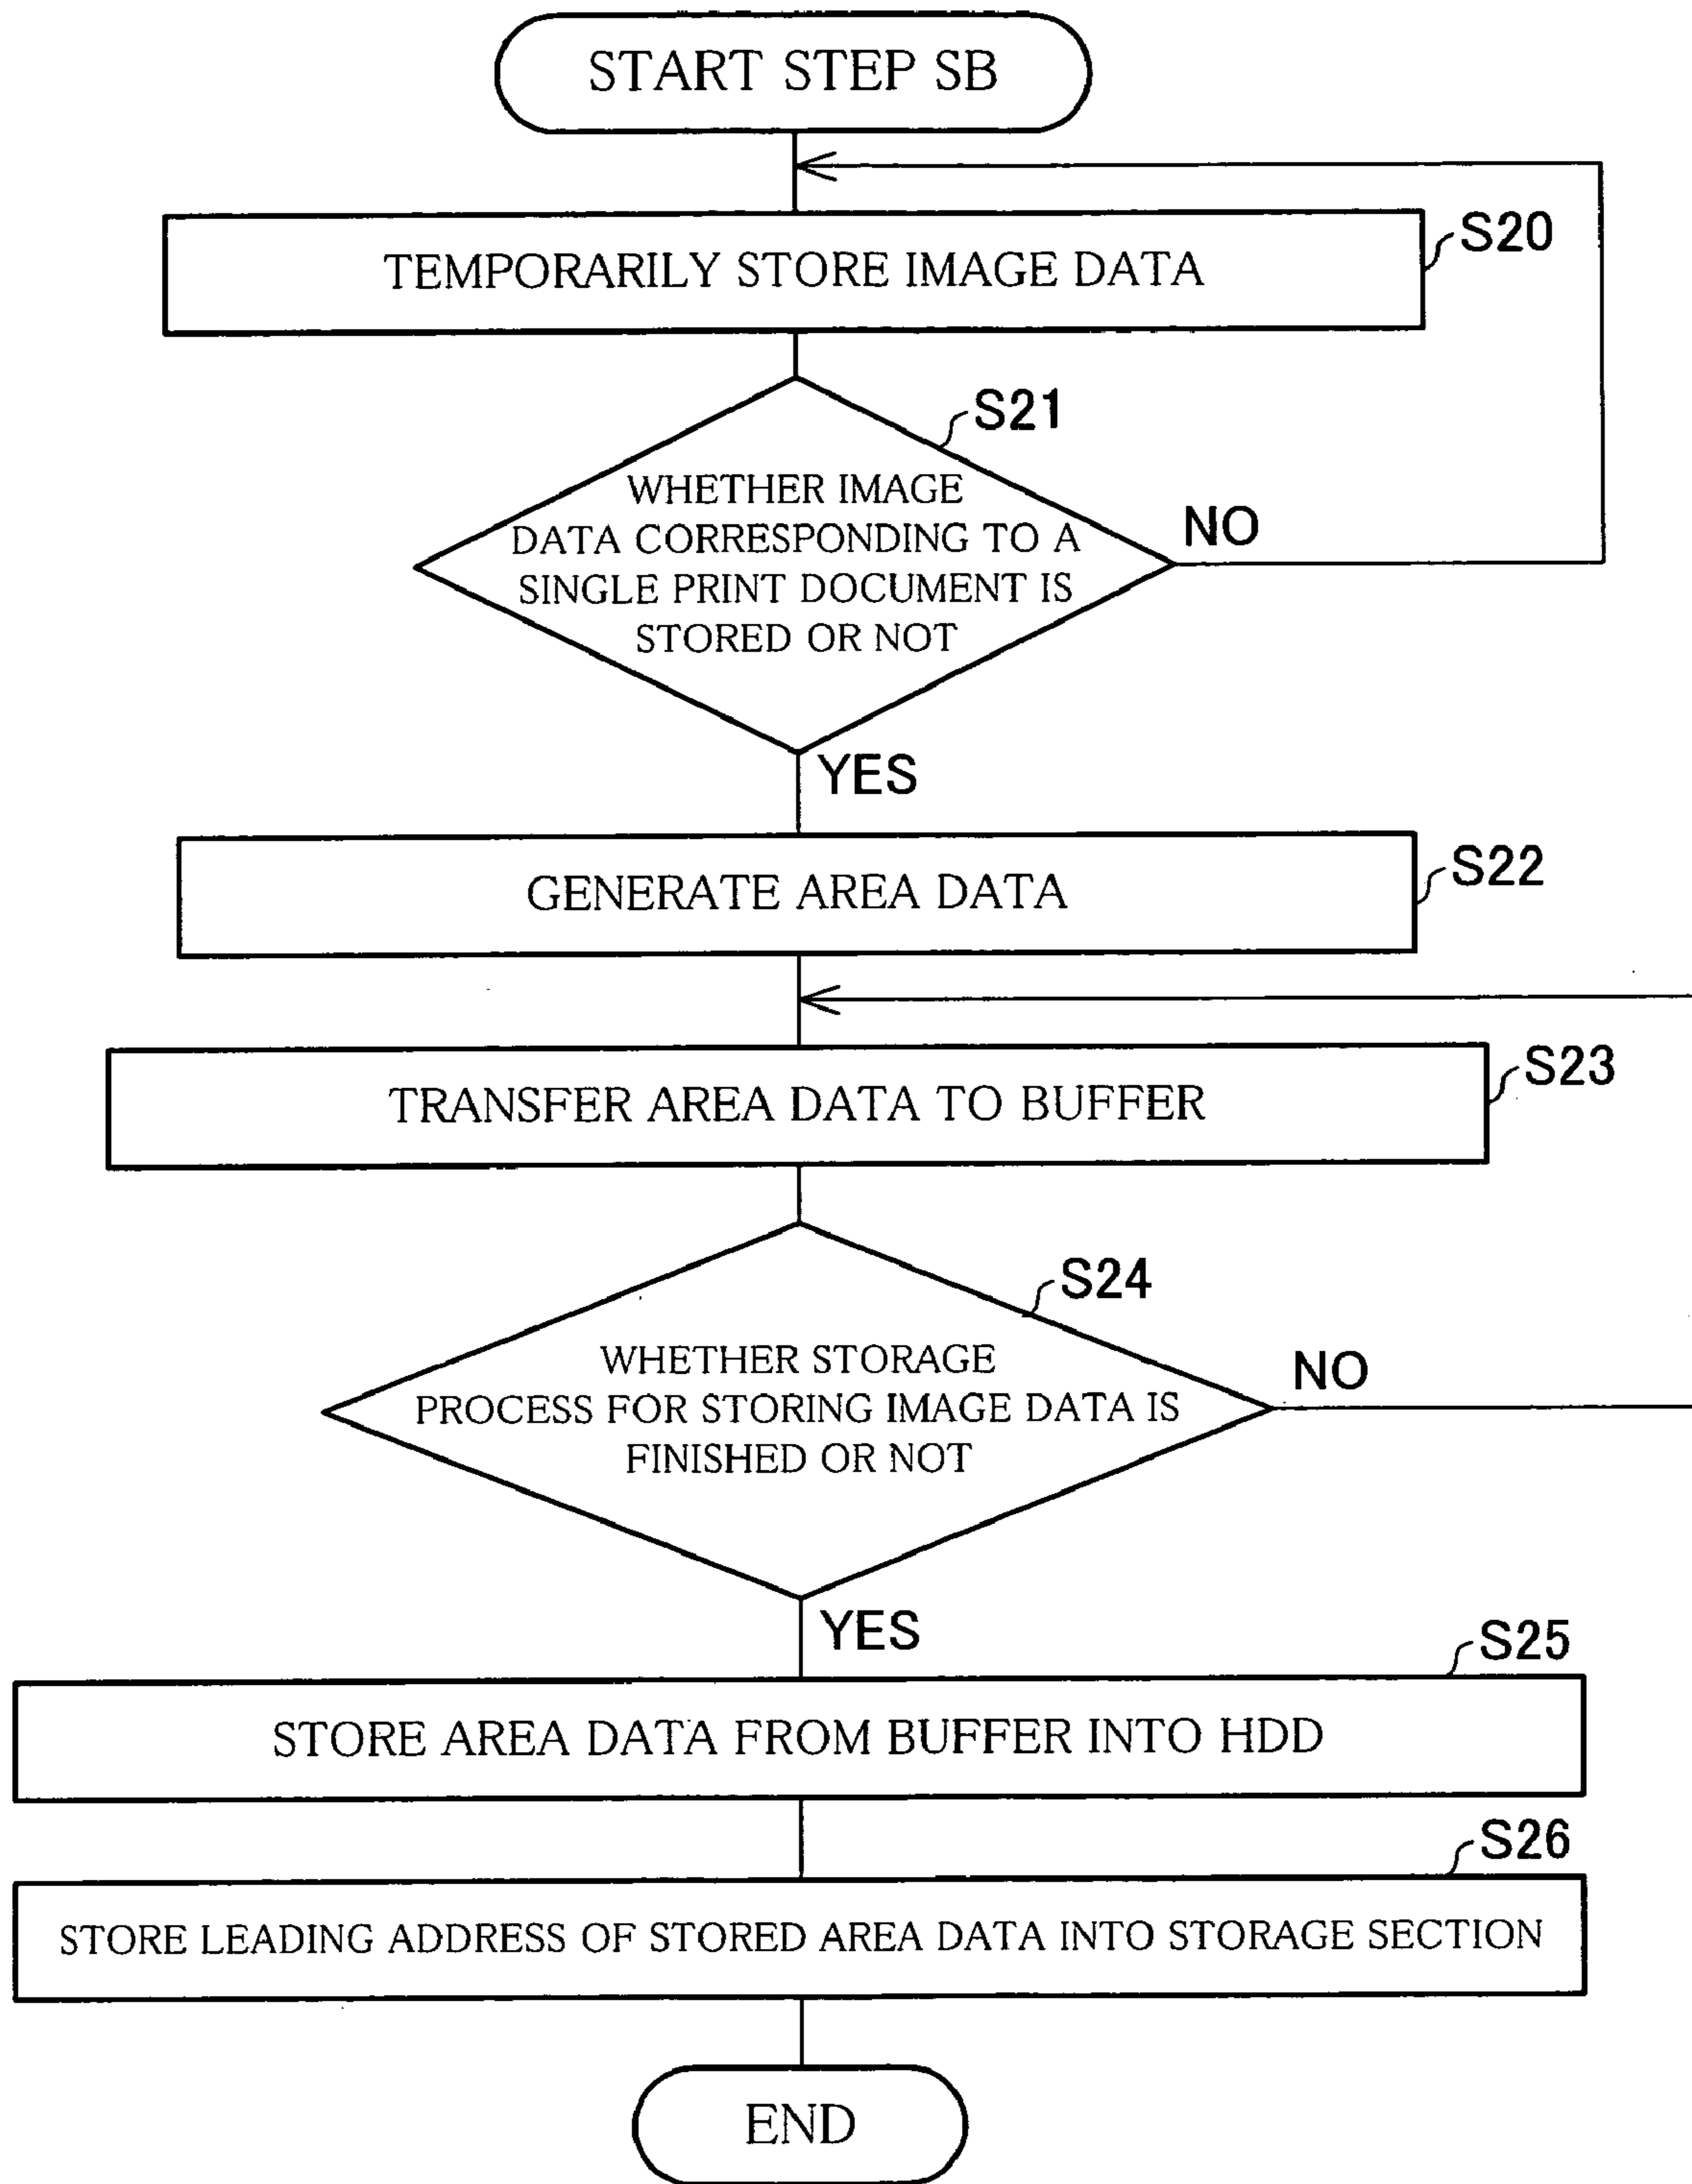 START STEP SB
TEMPORARILY STORE IMAGE DATA
S20
S21
WHETHER IMAGE
DATA CORRESPONDING TO A
SINGLE PRINT DOCUMENT IS
STORED OR NOT
NO
YES
GENERATE AREA DATA
S22
TRANSFER AREA DATA TO BUFFER
S23
S24
WHETHER STORAGE
PROCESS FOR STORING IMAGE DATA IS
FINISHED OR NOT
NO
YES
S25
STORE AREA DATA FROM BUFFER INTO HDD
S26
STORE LEADING ADDRESS OF STORED AREA DATA INTO STORAGE SECTION
END